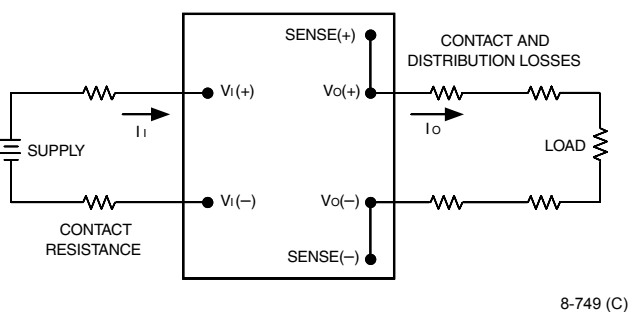 SENSE(+)
CONTACT AND
DISTRIBUTION LOSSES
VI(+)
VO(+)
II
IO
SUPPLY
LOAD
VI(–)
VO(–)
CONTACT
RESISTANCE
SENSE(–)
8-749 (C)